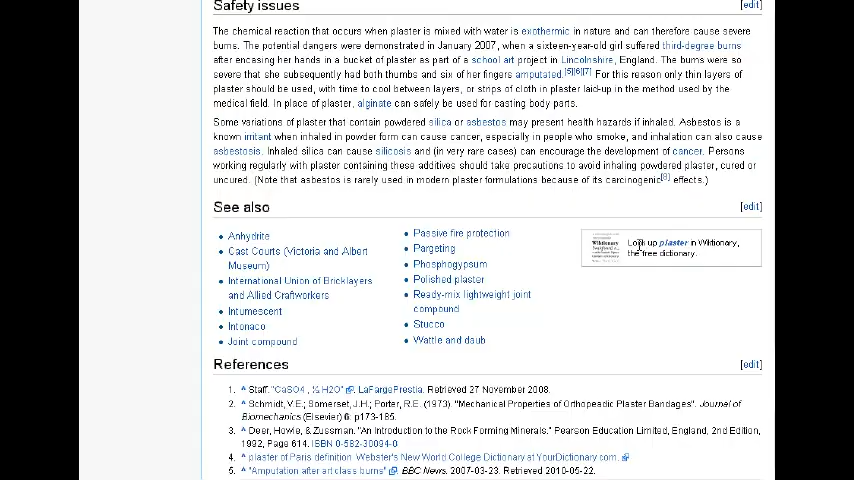 Safety issues [edit]
The chemical reaction that occurs when plaster is mixed with water is exothermic in nature and can therefore cause severe
burns. The potential dangers were demonstrated in January 2007, when a sixteen-year-old girl suffered third-degree burns
after encasing her hands in a bucket of plaster as part of a school art project in Lincolnshire, England. The burns were so
severe that she subsequently had both thumbs and six of her fingers amputated.[5][6][7] For this reason only thin layers of
plaster should be used, with time to cool between layers, or strips of cloth in plaster laid-up in the method used by the
medical field. In place of plaster, alginate can safely be used for casting body parts.
Some variations of plaster that contain powdered silica or asbestos may present health hazards if inhaled. Asbestos is a
known irritant when inhaled in powder form can cause cancer, especially in people who smoke, and inhalation can also cause
asbestosis. Inhaled silica can cause silicosis and (in very rare cases) can encourage the development of cancer. Persons
working regularly with plaster containing these additives should take precautions to avoid inhaling powdered plaster, cured or
uncured. (Note that asbestos is rarely used in modern plaster formulations because of its carcinogenic[8] effects.)
See also [edit]
Anhydrite
Cast Courts (Victoria and Albert
Museum)
International Union of Bricklayers
and Allied Craftworkers
Intumescent
Intonaco
Joint compound
Passive fire protection
Pargeting
Phosphogypsum
Polished plaster
Ready-mix lightweight joint
compound
Stucco
Wattle and daub
Wiktionary
Look up plaster in Wiktionary,
the free dictionary.
References [edit]
1. ^ Staff. "CaSO4 , ½ H2O" LaFargePrestia. Retrieved 27 November 2008.
2. ^ Schmidt, V.E.; Somerset, J.H.; Porter, R.E. (1973). "Mechanical Properties of Orthopeadic Plaster Bandages". Journal of
Biomechanics (Elsevier) 6: p173-185.
3. ^ Deer, Howie, & Zussman. "An Introduction to the Rock Forming Minerals." Pearson Education Limited, England, 2nd Edition,
1992, Page 614. ISBN 0-582-30094-0
4. ^ plaster of Paris definition. Webster's New World College Dictionary at YourDictionary.com.
5. ^ "Amputation after art class burns" BBC News. 2007-03-23. Retrieved 2010-05-22.